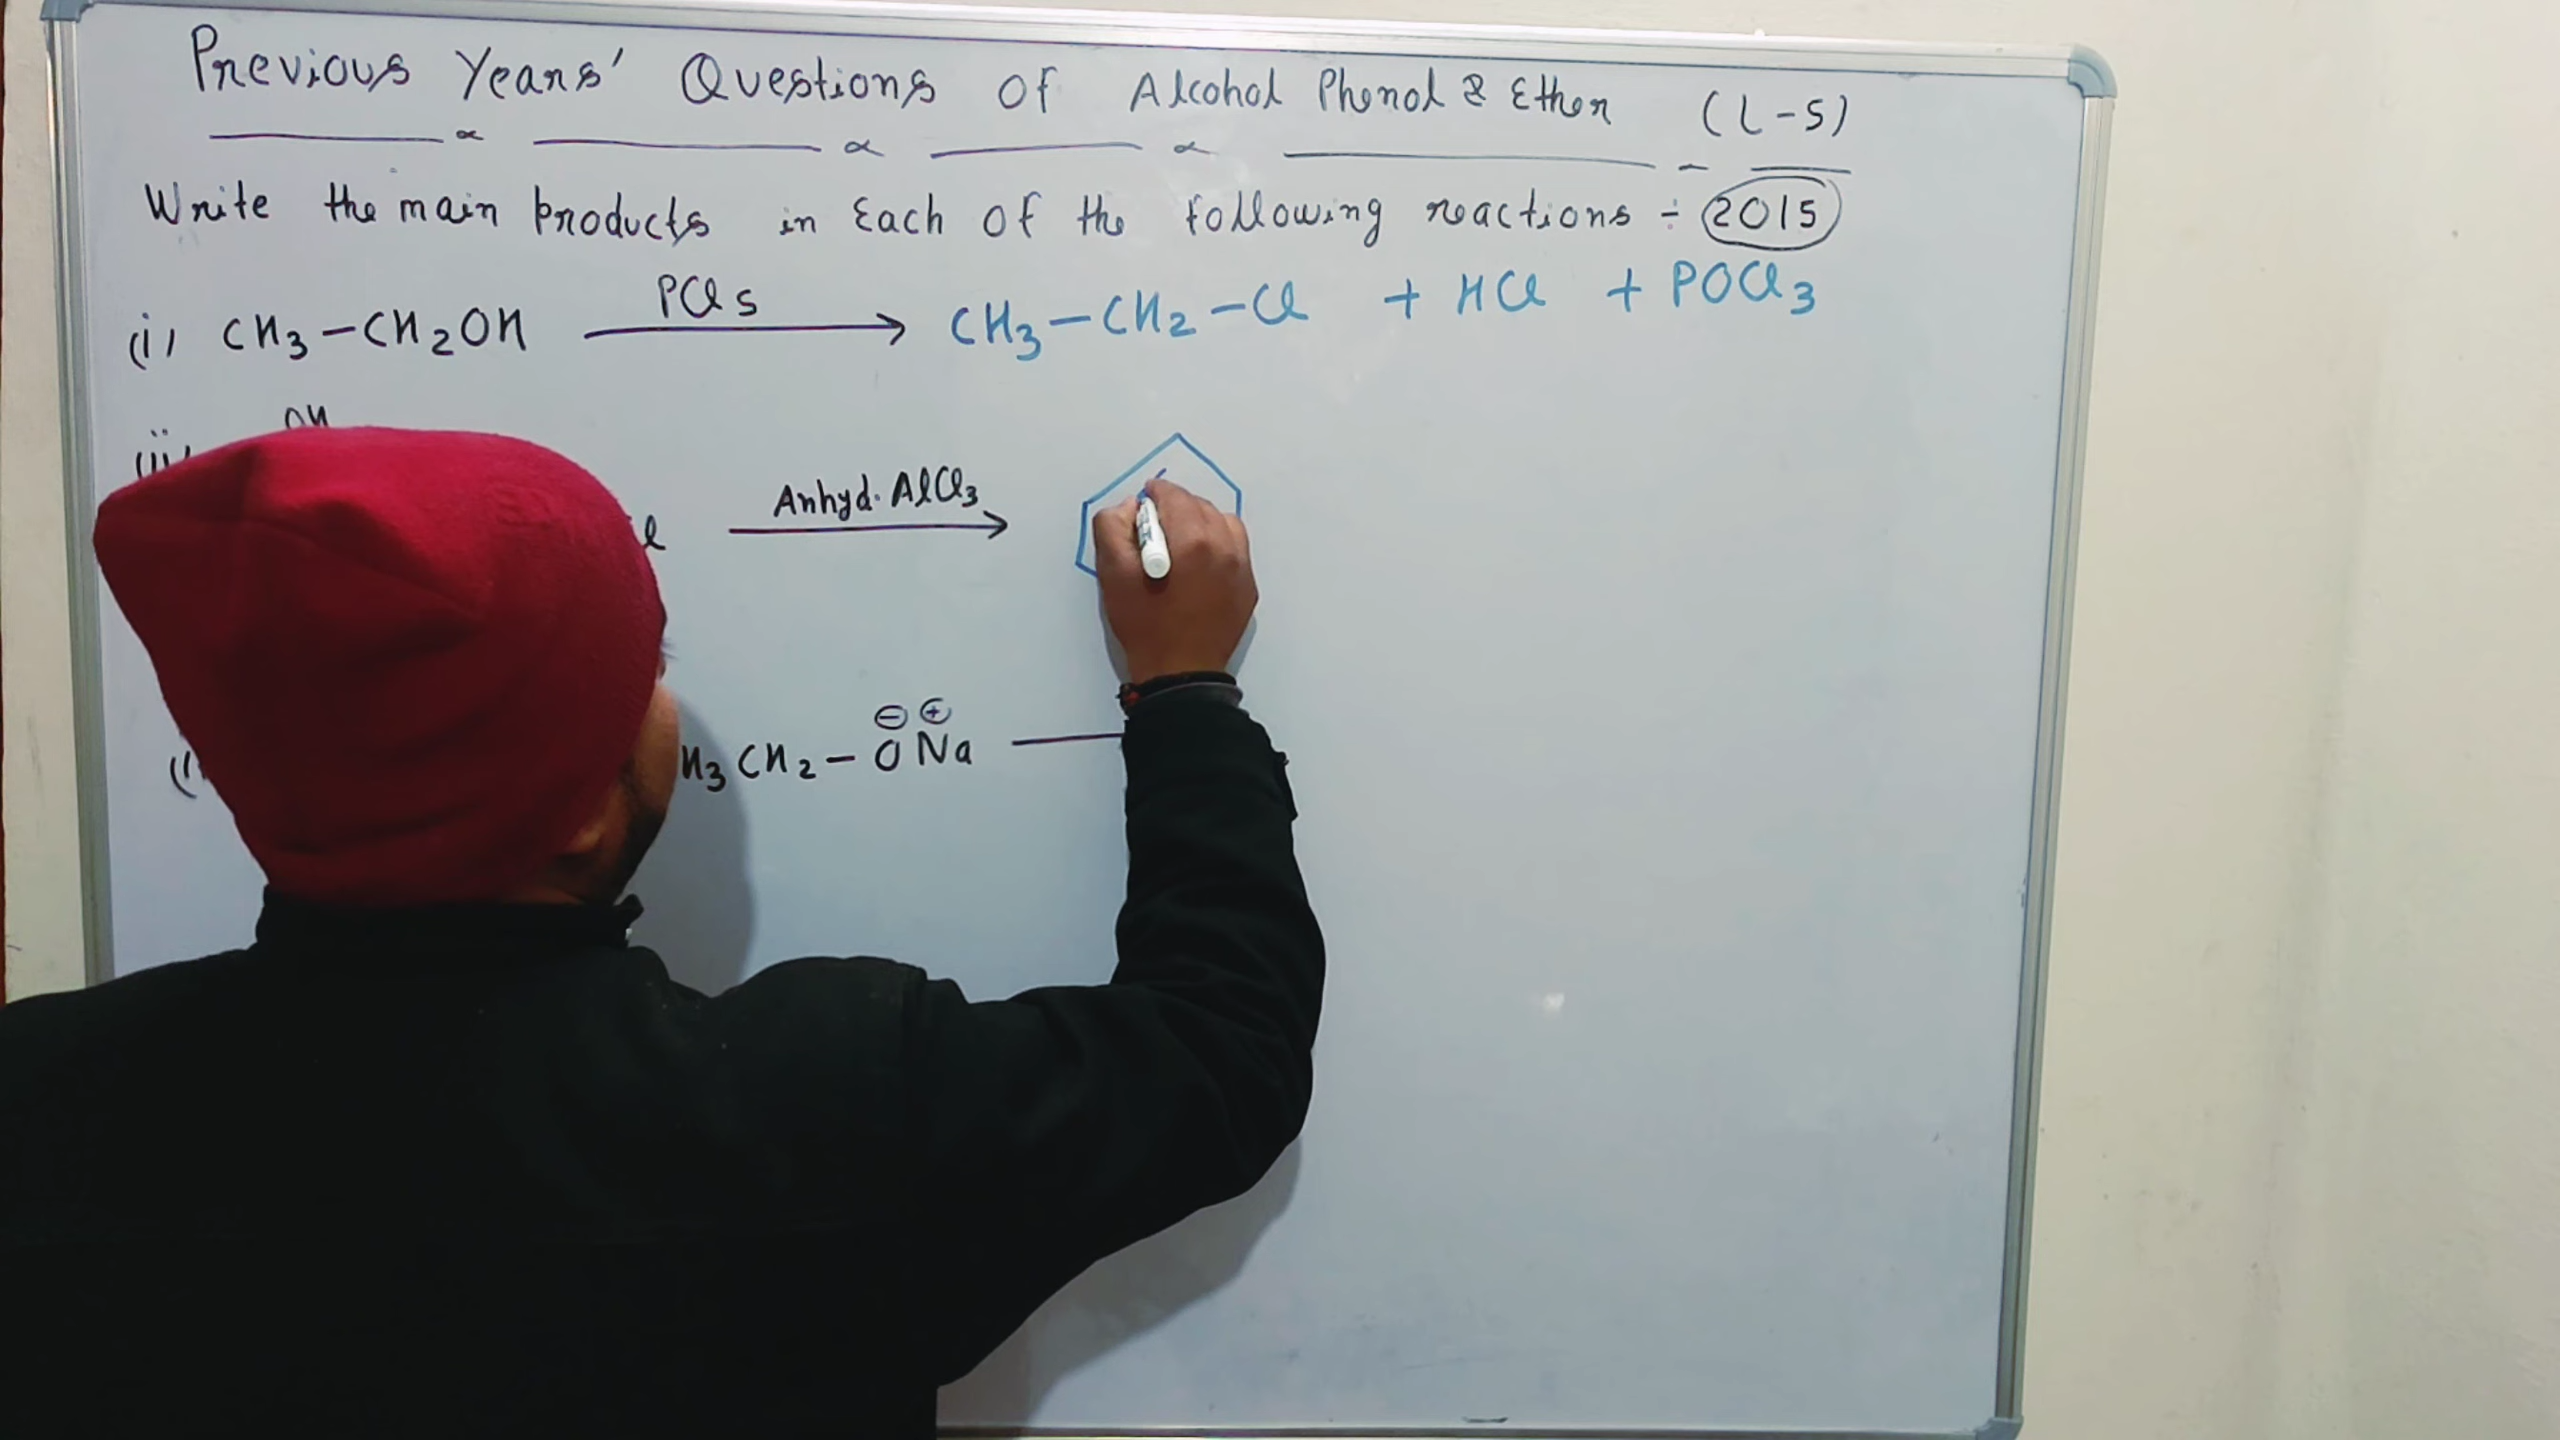 Previous Years' Questions Of Alcohol Phenol & Ether (L-5)
Write the main products in Each of the following reactions ÷ 2015
(i) CH3-CH2OH PCl5 → CH3-CH2-Cl + HCl + POCl3
(ii) OH
l Anhyd. AlCl3 →
H3CH2-O⊖Na⊕